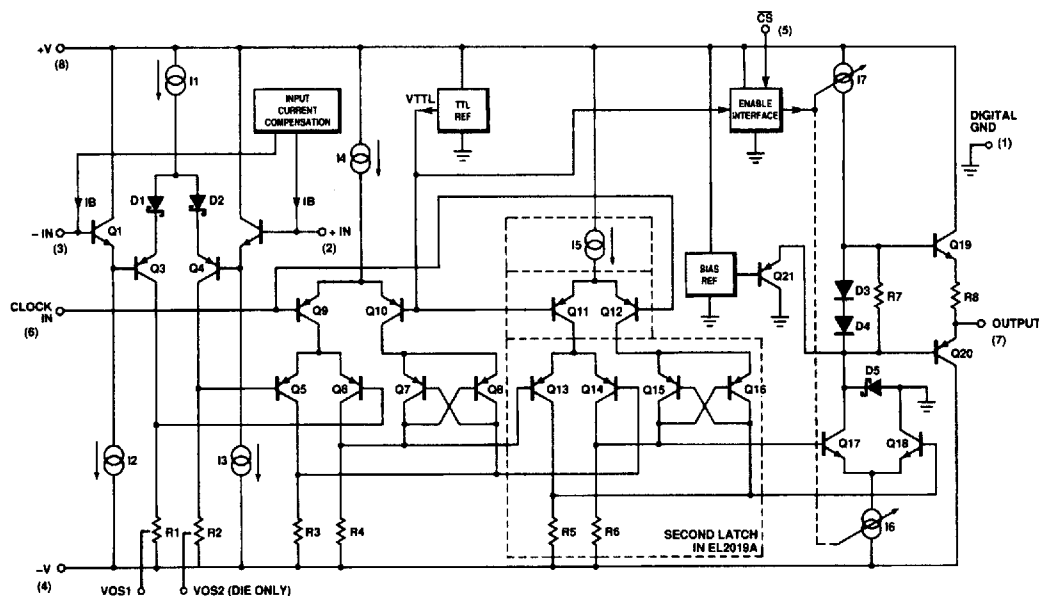 CS
(5)
+V
(8)
I1
I7
INPUT
CURRENT
COMPENSATION
VTTL
TTL
REF
ENABLE
INTERFACE
DIGITAL
GND
(1)
I4
IB
D1
D2
IB
- IN
(3)
Q1
Q3
Q4
+ IN
(2)
I5
BIAS
REF
Q21
Q19
D3
R7
R8
CLOCK
IN
(6)
Q9
Q10
Q11
Q12
D4
OUTPUT
(7)
Q20
D5
Q5
Q6
Q7
Q8
Q13
Q14
Q15
Q16
Q17
Q18
I2
I3
R1
R2
R3
R4
R5
R6
SECOND LATCH
IN EL2019A
I6
-V
(4)
VOS1
VOS2 (DIE ONLY)